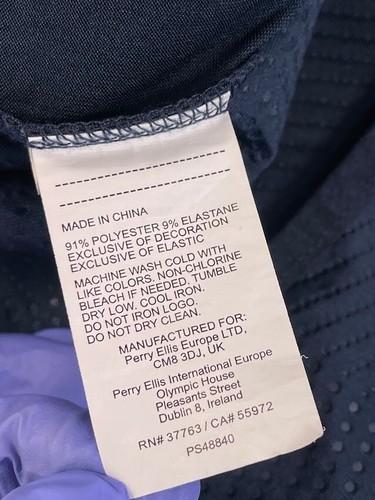 MADE IN CHINA
91% POLYESTER 9% ELASTANE
EXCLUSIVE OF DECORATION
EXCLUSIVE OF ELASTIC
MACHINE WASH COLD WITH
LIKE COLORS. NON-CHLORINE
BLEACH IF NEEDED. TUMBLE
DRY LOW. COOL IRON.
DO NOT IRON LOGO.
DO NOT DRY CLEAN.
MANUFACTURED FOR:
Perry Ellis Europe LTD,
CM8 3DJ, UK
Perry Ellis International Europe
Olympic House
Pleasants Street
Dublin 8, Ireland
RN# 37763 / CA# 55972
PS48840